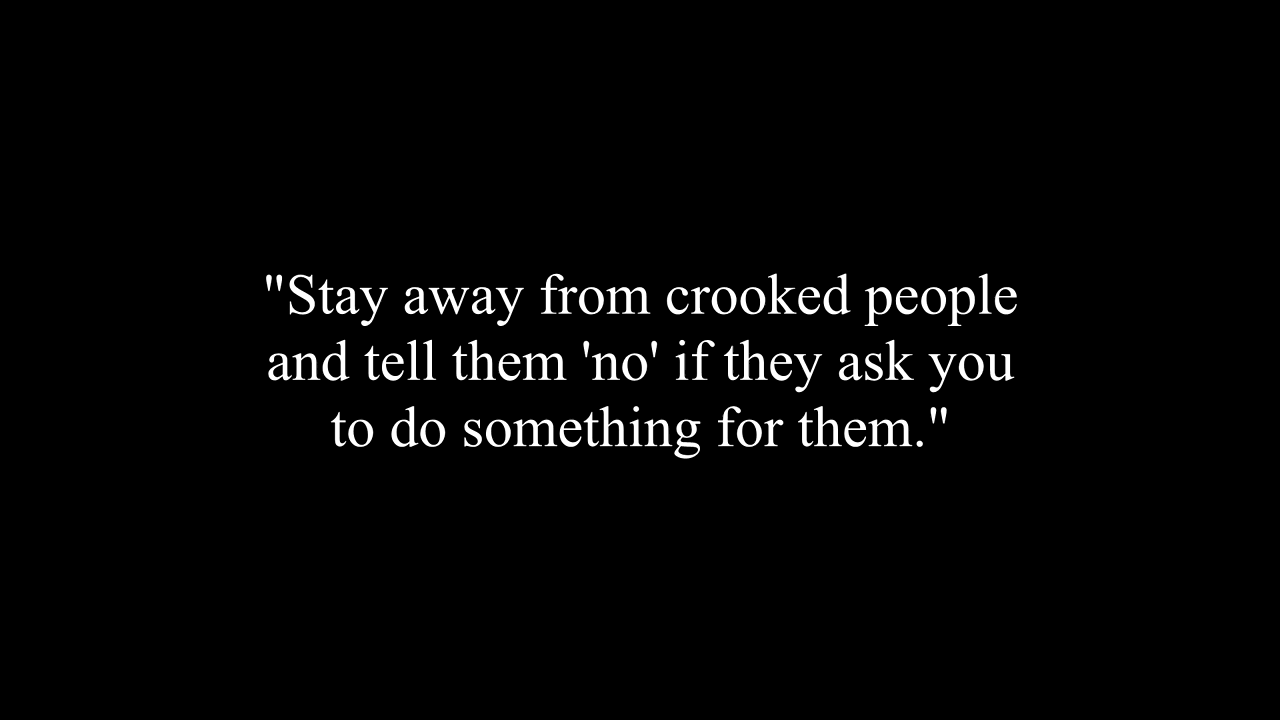 "Stay away from crooked people
and tell them 'no' if they ask you
to do something for them."